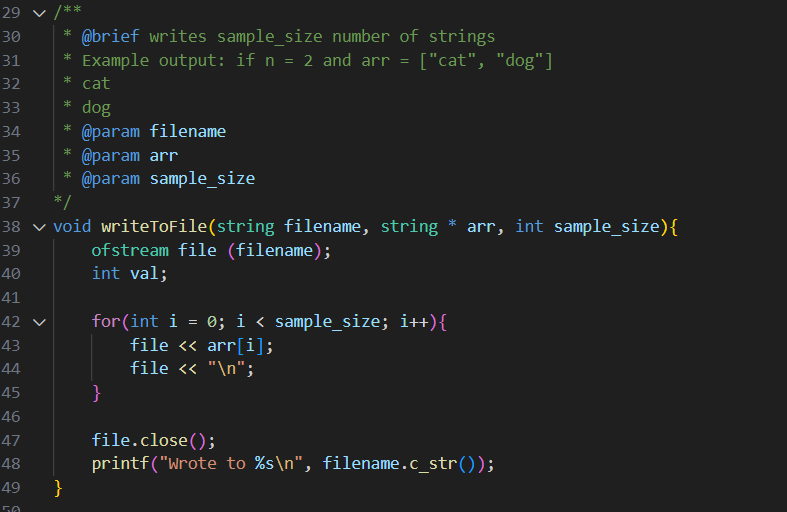 29 /**
30  * @brief writes sample_size number of strings
31  * Example output: if n = 2 and arr = ["cat", "dog"]
32  * cat
33  * dog
34  * @param filename
35  * @param arr
36  * @param sample_size
37 */
38 void writeToFile(string filename, string * arr, int sample_size){
39     ofstream file (filename);
40     int val;
41
42     for(int i = 0; i < sample_size; i++){
43         file << arr[i];
44         file << "\n";
45     }
46
47     file.close();
48     printf("Wrote to %s\n", filename.c_str());
49 }
50